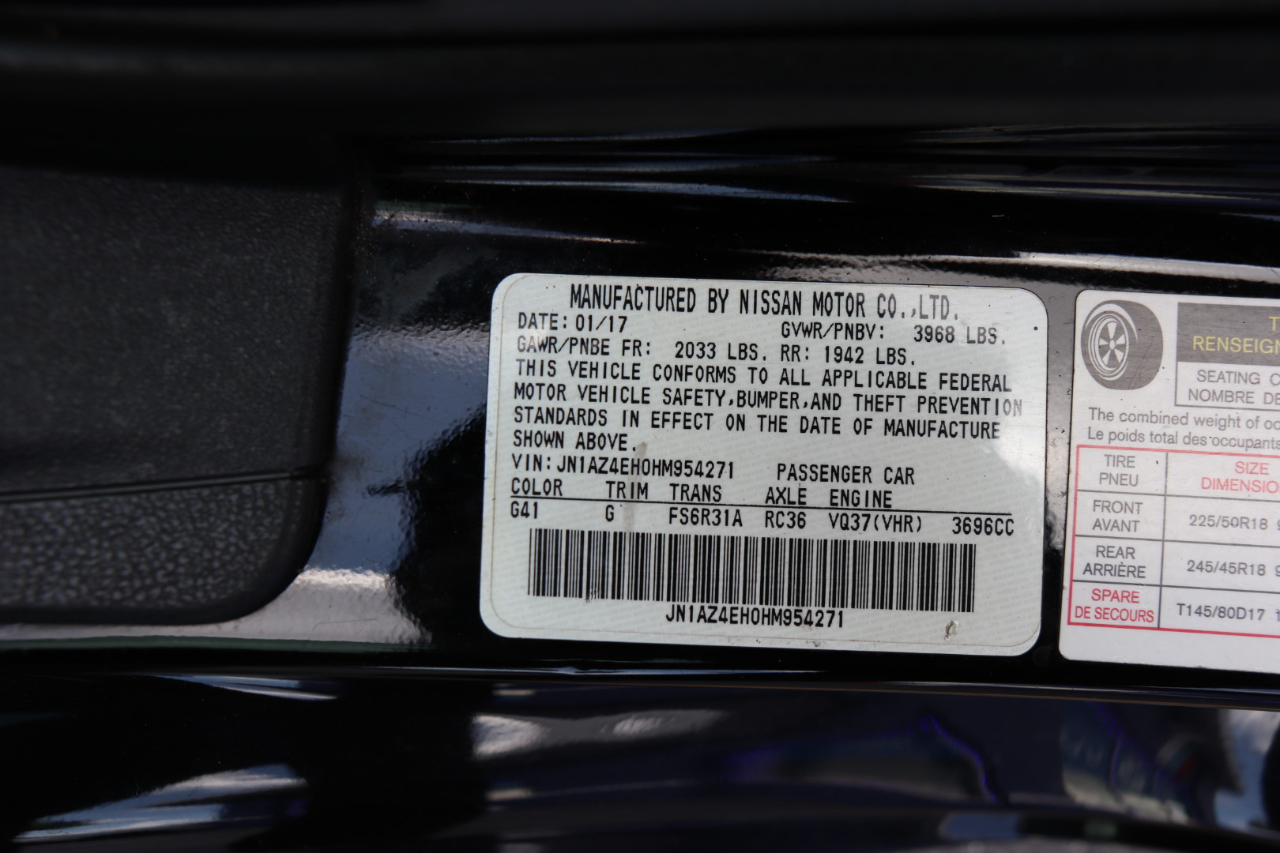 MANUFACTURED BY NISSAN MOTOR CO.,LTD.
DATE: 01/17 GVWR/PNBV: 3968 LBS.
GAWR/PNBE FR: 2033 LBS. RR: 1942 LBS.
THIS VEHICLE CONFORMS TO ALL APPLICABLE FEDERAL
MOTOR VEHICLE SAFETY,BUMPER,AND THEFT PREVENTION
STANDARDS IN EFFECT ON THE DATE OF MANUFACTURE
SHOWN ABOVE.
VIN: JN1AZ4EH0HM954271 PASSENGER CAR
COLOR TRIM TRANS AXLE ENGINE
G41 G FS6R31A RC36 VQ37(VHR) 3696CC
JN1AZ4EH0HM954271
RENSEIGN
SEATING C
NOMBRE DE
The combined weight of oc
Le poids total des occupants
TIRE SIZE
PNEU DIMENSIO
FRONT
AVANT 225/50R18 9
REAR
ARRIÈRE 245/45R18 9
SPARE
DE SECOURS T145/80D17 1